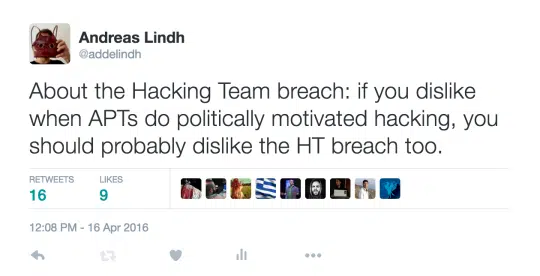 Andreas Lindh
@addelindh
About the Hacking Team breach: if you dislike
when APTs do politically motivated hacking, you
should probably dislike the HT breach too.
RETWEETS LIKES
16 9
12:08 PM - 16 Apr 2016